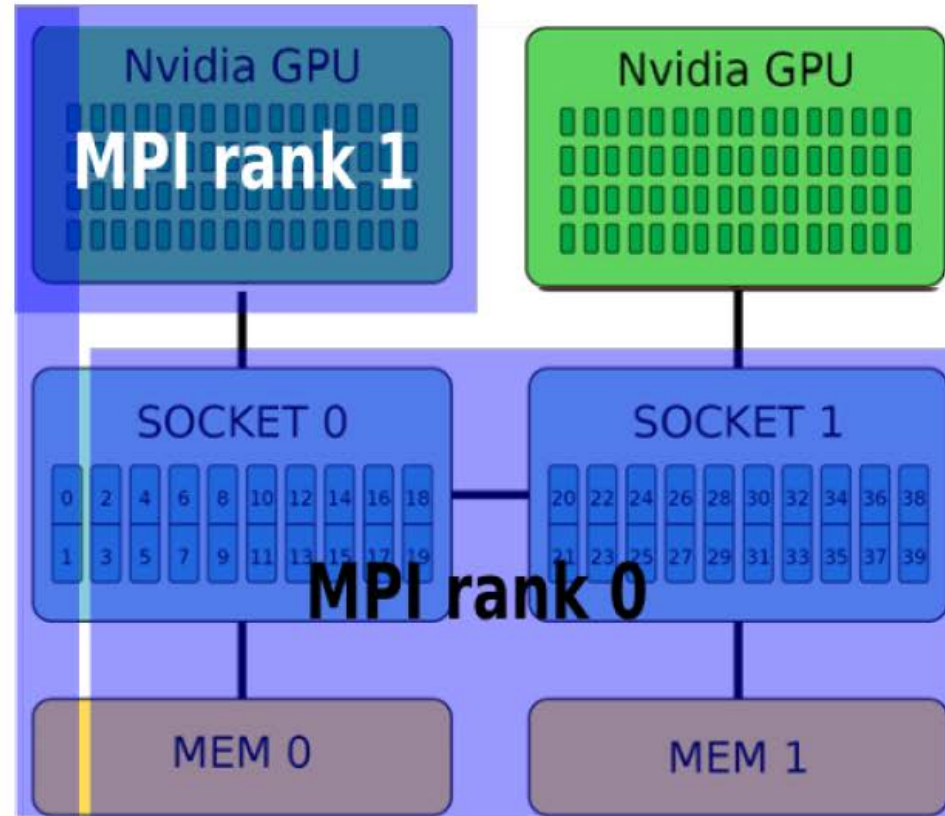 Nvidia GPU Nvidia GPU
MPI rank 1
SOCKET 0 SOCKET 1
0 2 4 6 8 10 12 14 16 18 20 22 24 26 28 30 32 34 36 38
1 3 5 7 9 11 13 15 17 19 21 23 25 27 29 31 33 35 37 39
MPI rank 0
MEM 0 MEM 1